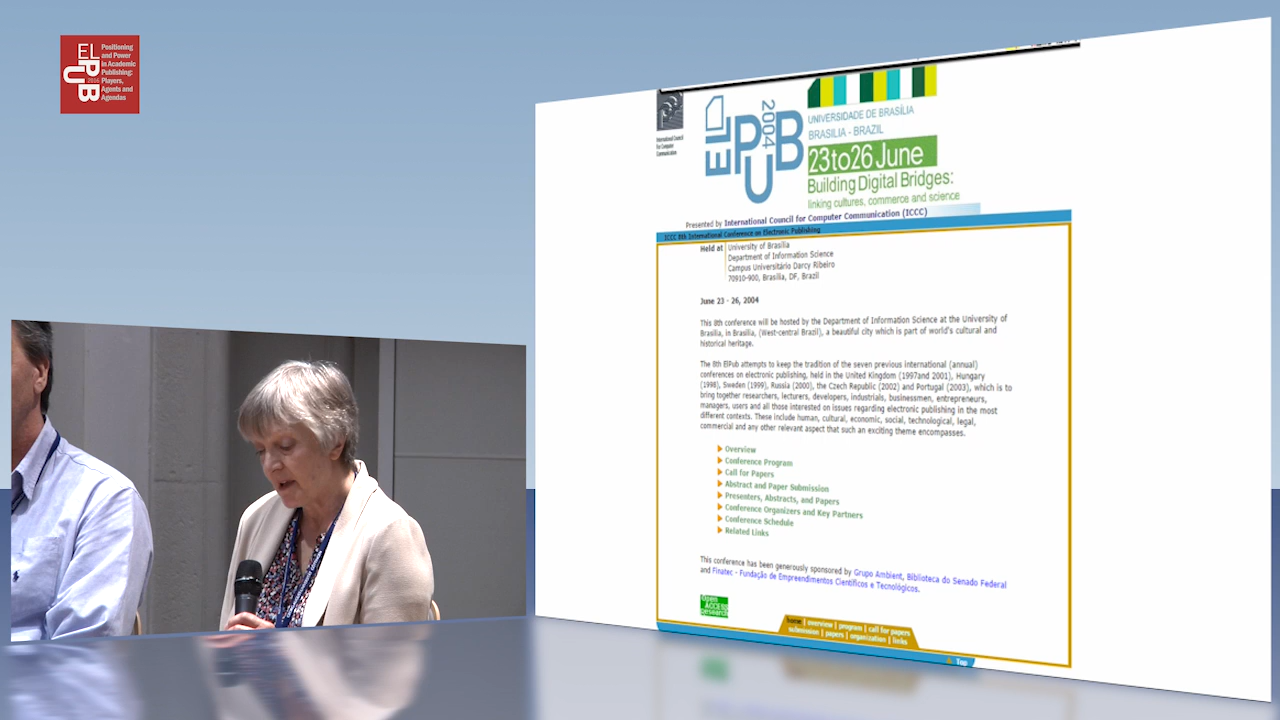 EL
PUB
2016
Positioning
and Power
in Academic
Publishing:
Players,
Agents and
Agendas
International Council
for Computer
Communication
ElPUB
2004
UNIVERSIDADE DE BRASÍLIA
BRASILIA - BRAZIL
23to26 June
Building Digital Bridges:
linking cultures, commerce and science
Presented by International Council for Computer Communication (ICCC)
ICCC 8th International Conference on Electronic Publishing
Held at University of Brasilia
Department of Information Science
Campus Universitário Darcy Ribeiro
70910-900, Brasilia, DF, Brazil
June 23 - 26, 2004
This 8th conference will be hosted by the Department of Information Science at the University of
Brasilia, in Brasilia, (West-central Brazil), a beautiful city which is part of world's cultural and
historical heritage.
The 8th ElPub attempts to keep the tradition of the seven previous international (annual)
conferences on electronic publishing, held in the United Kingdom (1997and 2001), Hungary
(1998), Sweden (1999), Russia (2000), the Czech Republic (2002) and Portugal (2003), which is to
bring together researchers, lecturers, developers, industrials, businessmen, entrepreneurs,
managers, users and all those interested on issues regarding electronic publishing in the most
different contexts. These include human, cultural, economic, social, technological, legal,
commercial and any other relevant aspect that such an exciting theme encompasses.
Overview
Conference Program
Call for Papers
Abstract and Paper Submission
Presenters, Abstracts, and Papers
Conference Organizers and Key Partners
Conference Schedule
Related Links
This conference has been generously sponsored by Grupo Ambient, Biblioteca do Senado Federal
and Finatec - Fundação de Empreendimentos Científicos e Tecnológicos.
Open
ACCESS
Research
home | overview | program | call for papers
submission | papers | organization | links
Top